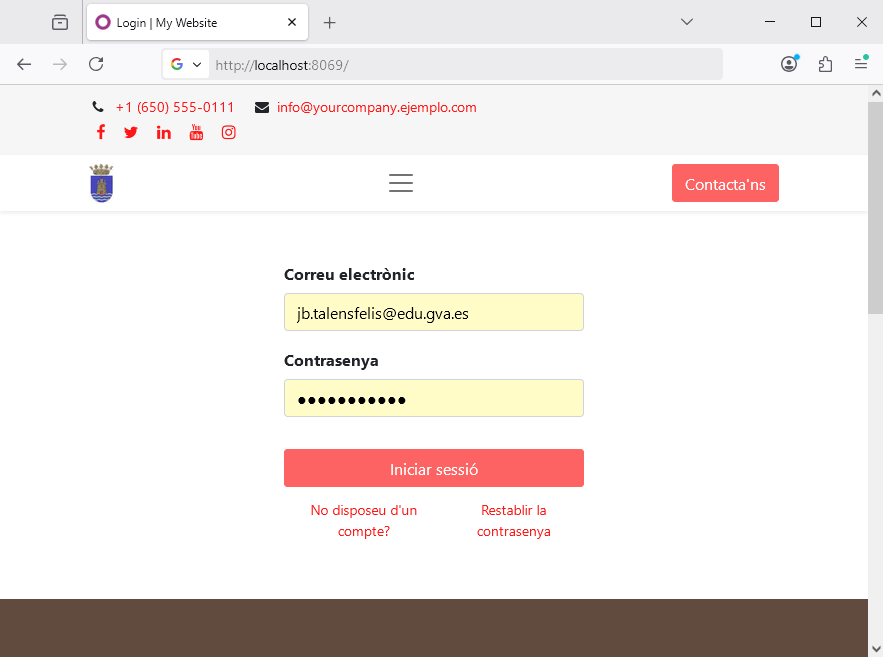 Login | My Website
http://localhost:8069/
+1 (650) 555-0111 info@yourcompany.ejemplo.com
Contacta'ns
Correu electrònic
jb.talensfelis@edu.gva.es
Contrasenya
•••••••••••
Iniciar sessió
No disposeu d'un
compte?
Restablir la
contrasenya